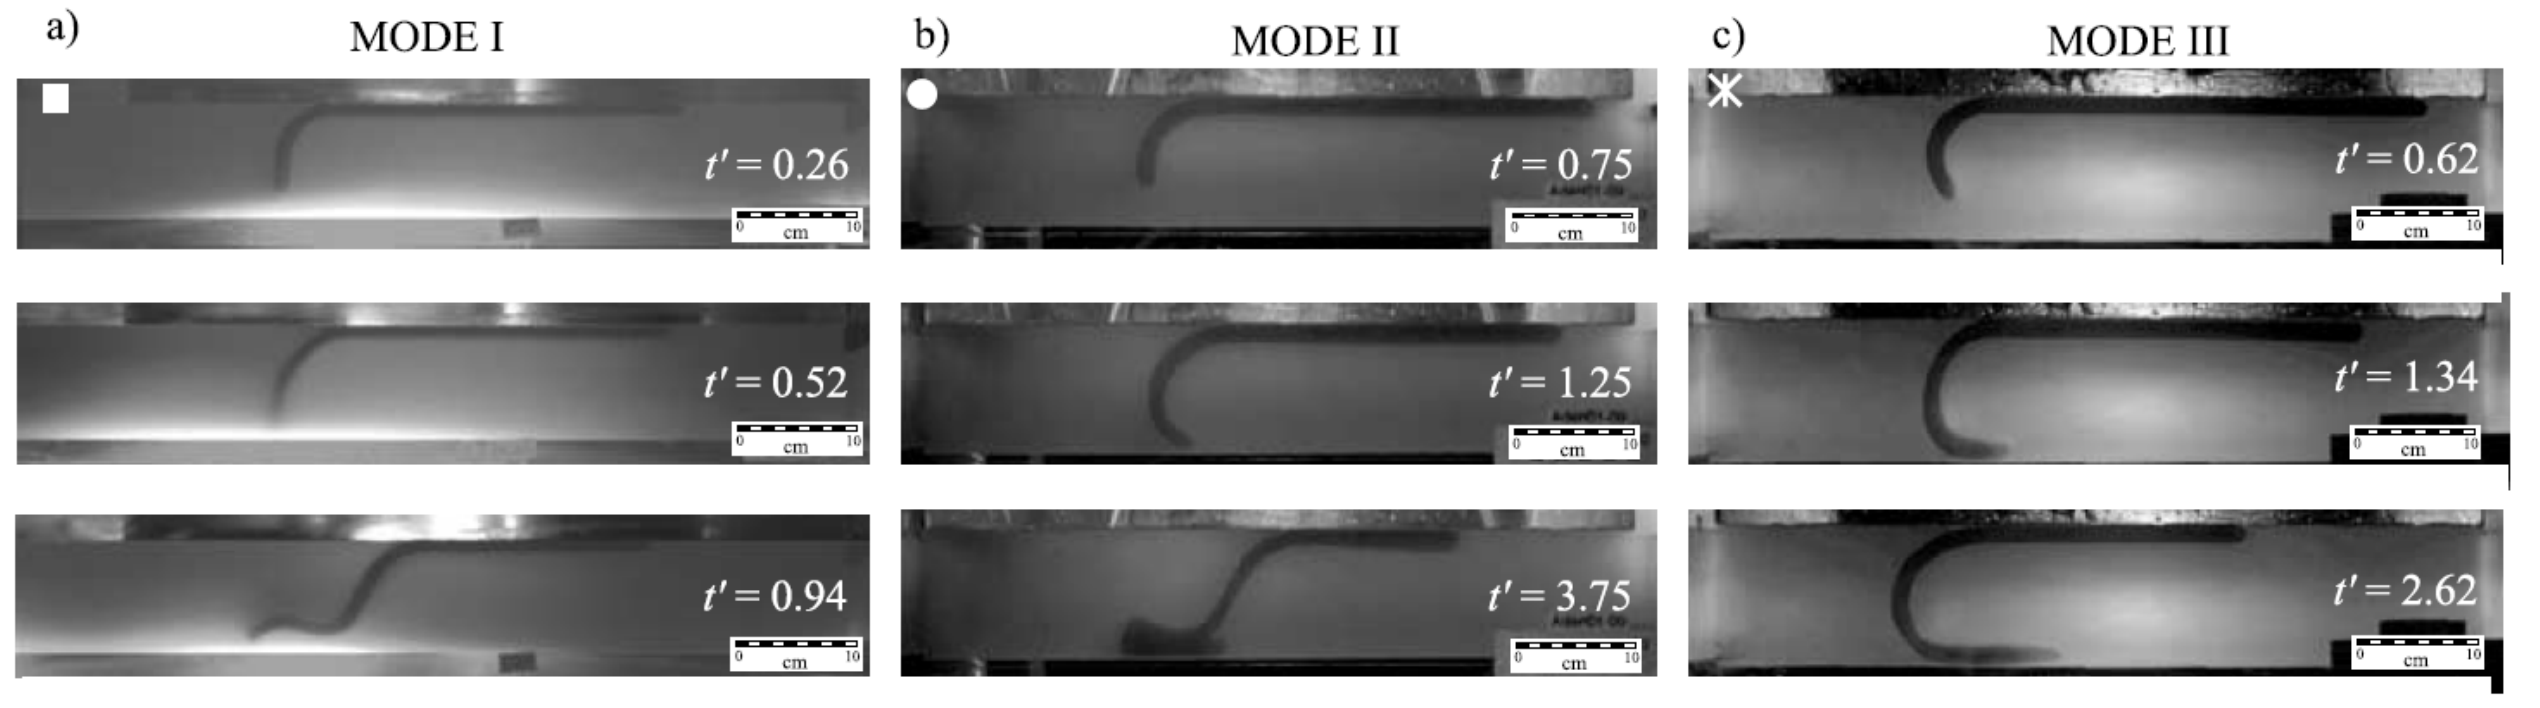 a) MODE I
b) MODE II
c) MODE III
t' = 0.26
0 10
cm
t' = 0.75
0 10
cm
t' = 0.62
0 10
cm
t' = 0.52
0 10
cm
t' = 1.25
0 10
cm
t' = 1.34
0 10
cm
t' = 0.94
0 10
cm
t' = 3.75
0 10
cm
t' = 2.62
0 10
cm